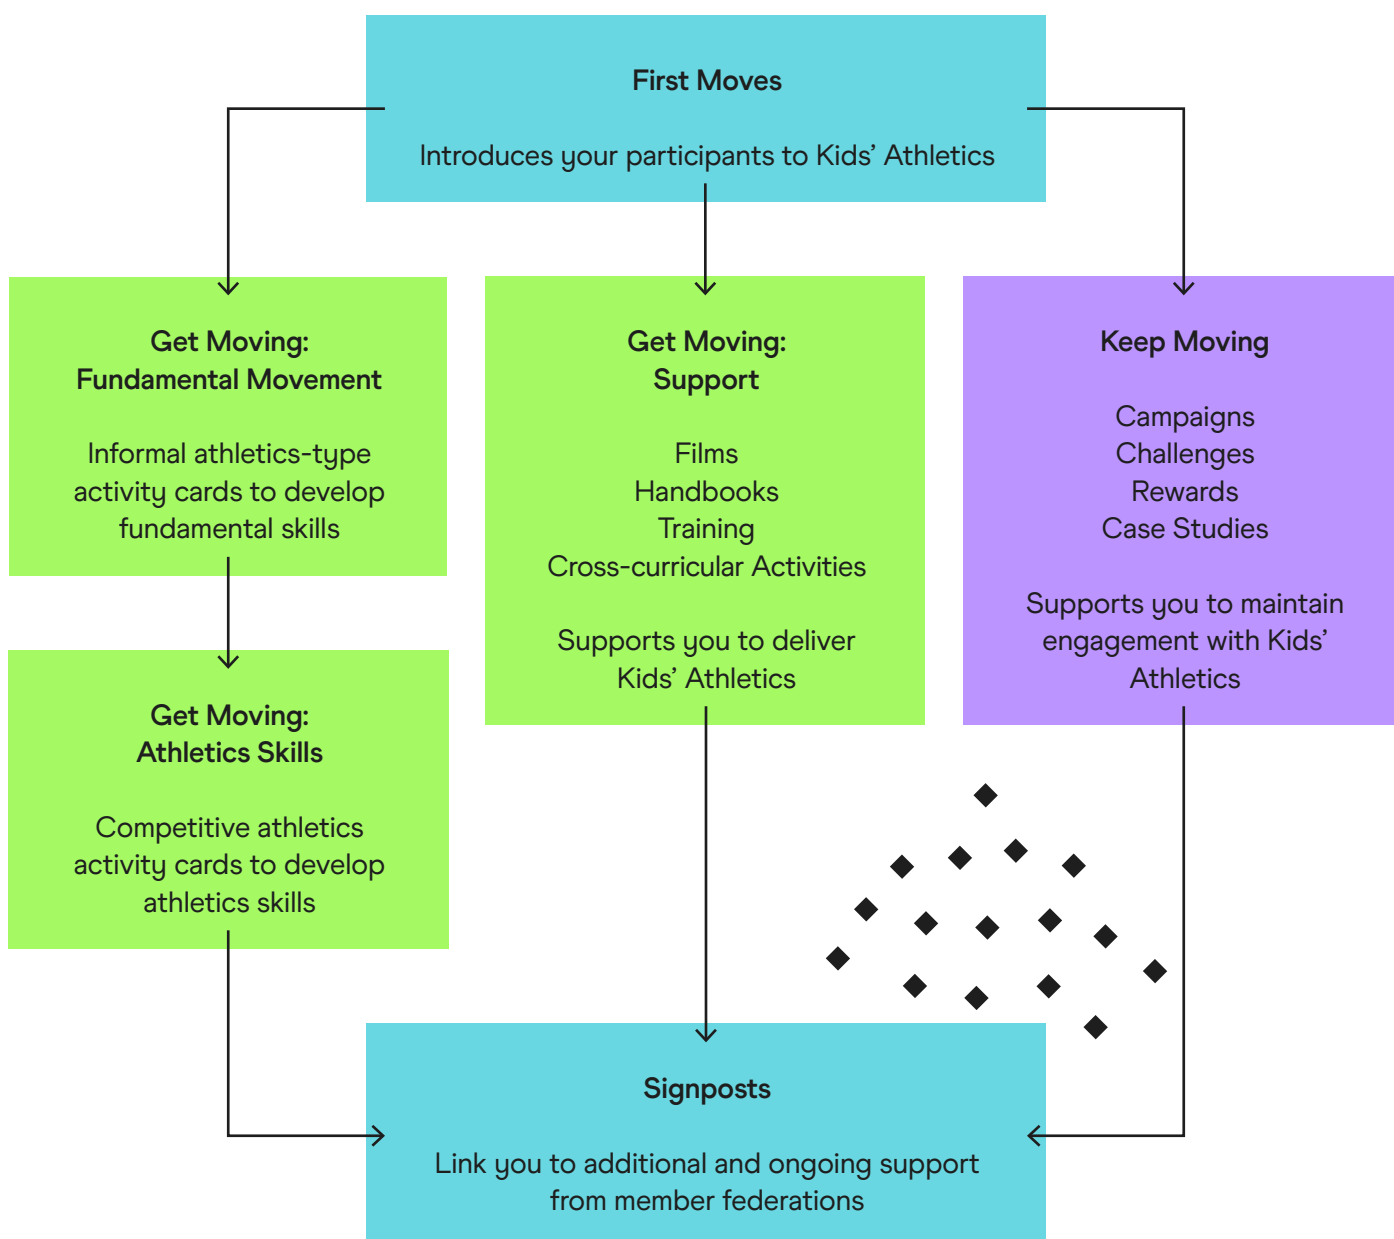 First Moves
Introduces your participants to Kids’ Athletics
Get Moving:
Fundamental Movement
Informal athletics-type
activity cards to develop
fundamental skills
Get Moving:
Support
Films
Handbooks
Training
Cross-curricular Activities
Supports you to deliver
Kids’ Athletics
Keep Moving
Campaigns
Challenges
Rewards
Case Studies
Supports you to maintain
engagement with Kids’
Athletics
Get Moving:
Athletics Skills
Competitive athletics
activity cards to develop
athletics skills
Signposts
Link you to additional and ongoing support
from member federations